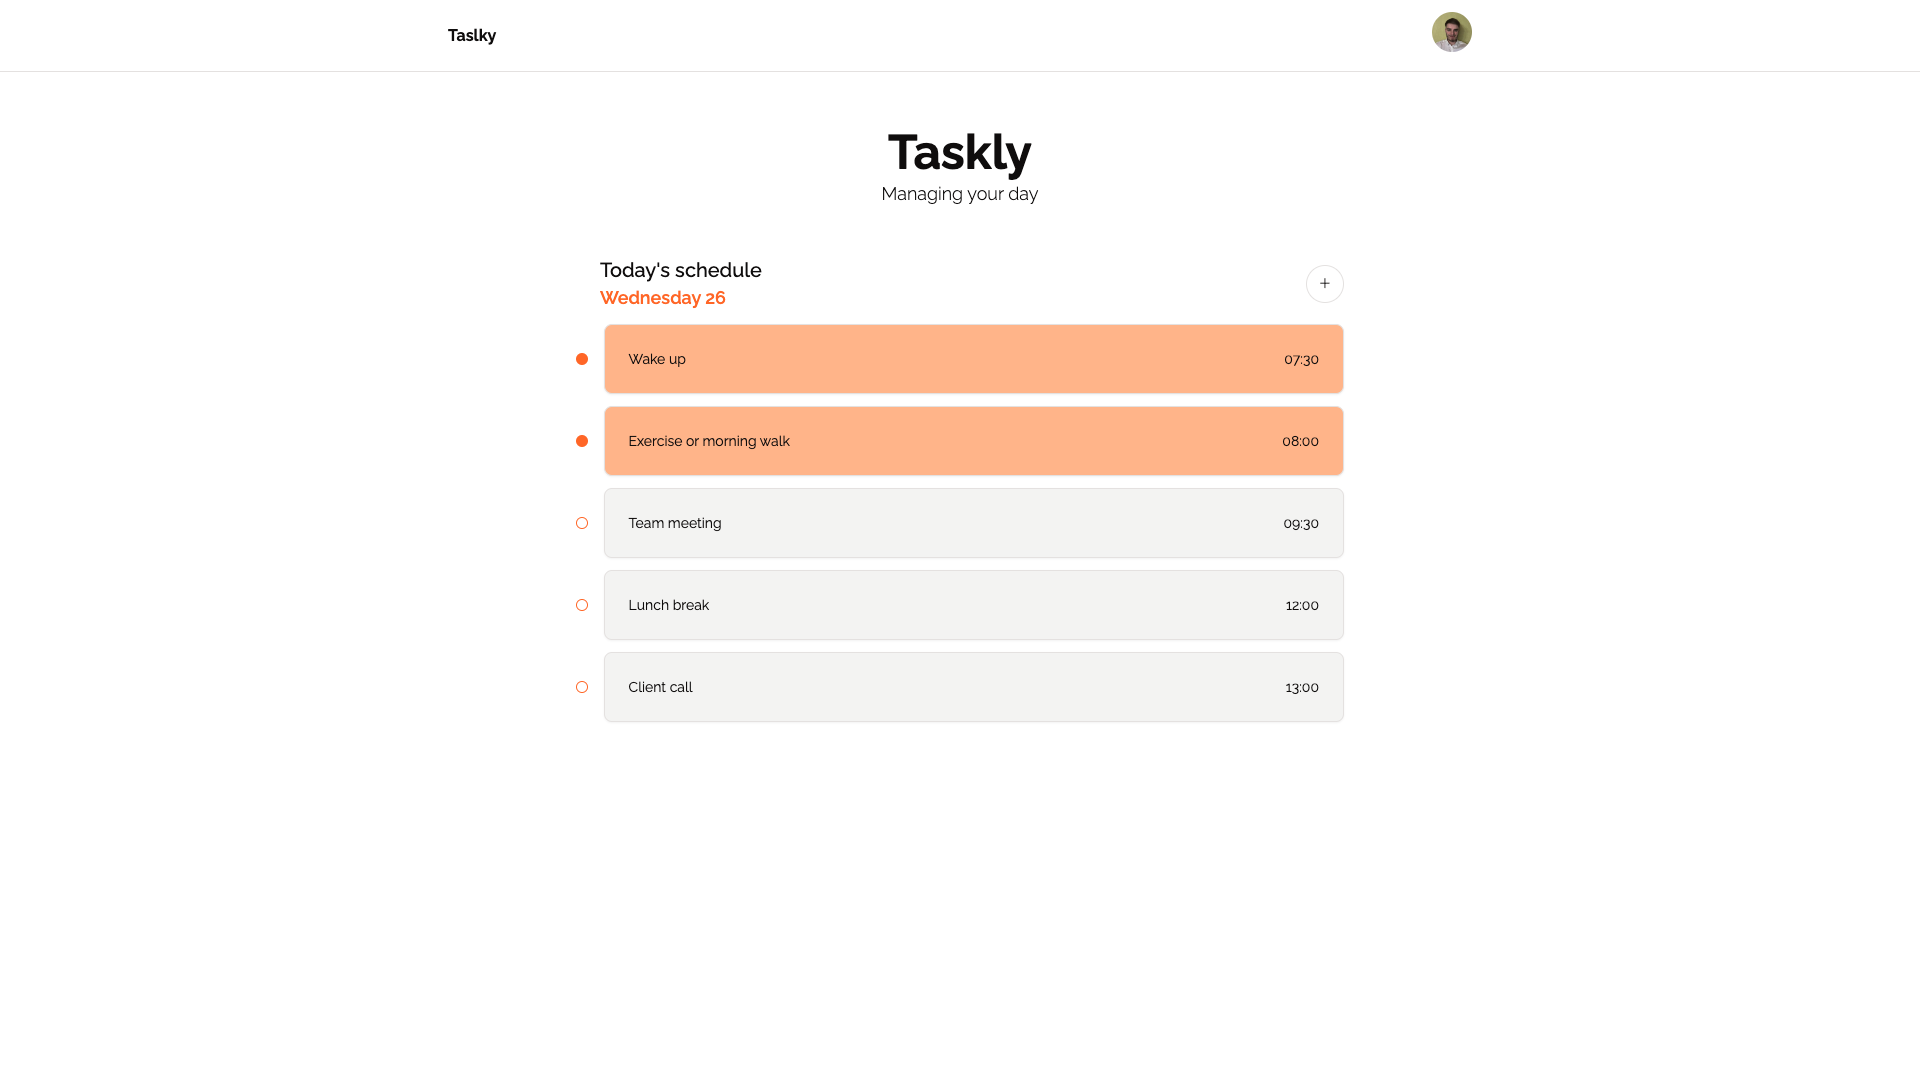 Taslky
Taskly
Managing your day
Today's schedule
Wednesday 26
+
Wake up 07:30
Exercise or morning walk 08:00
Team meeting 09:30
Lunch break 12:00
Client call 13:00